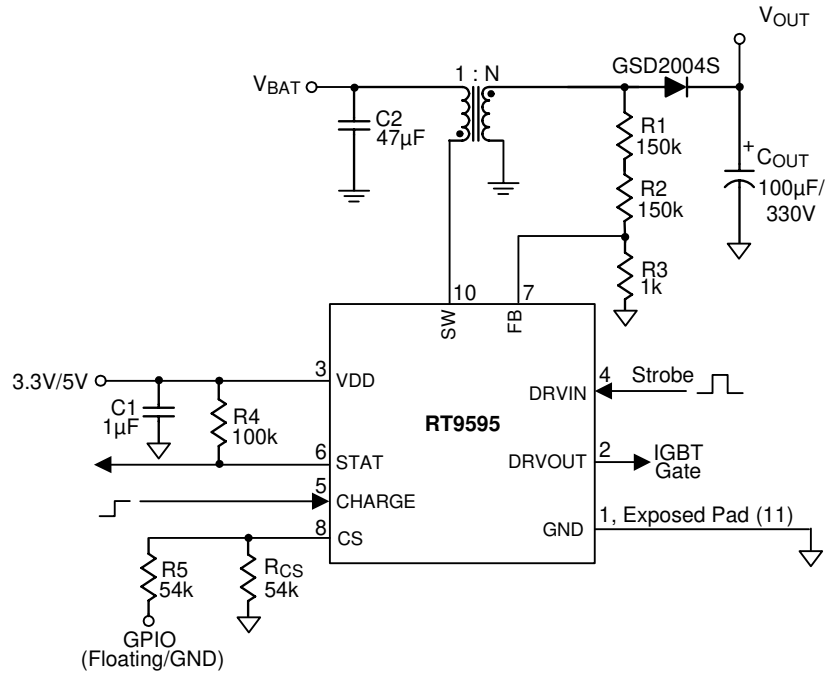 VOUT
1 : N
GSD2004S
VBAT
C2
47µF
R1
150k
+
COUT
100µF/
330V
R2
150k
R3
1k
10
7
SW
FB
3.3V/5V
3
VDD
4
Strobe
DRVIN
C1
1µF
R4
100k
RT9595
6
STAT
2
DRVOUT
IGBT
Gate
5
CHARGE
1, Exposed Pad (11)
GND
8
CS
R5
54k
RCS
54k
GPIO
(Floating/GND)